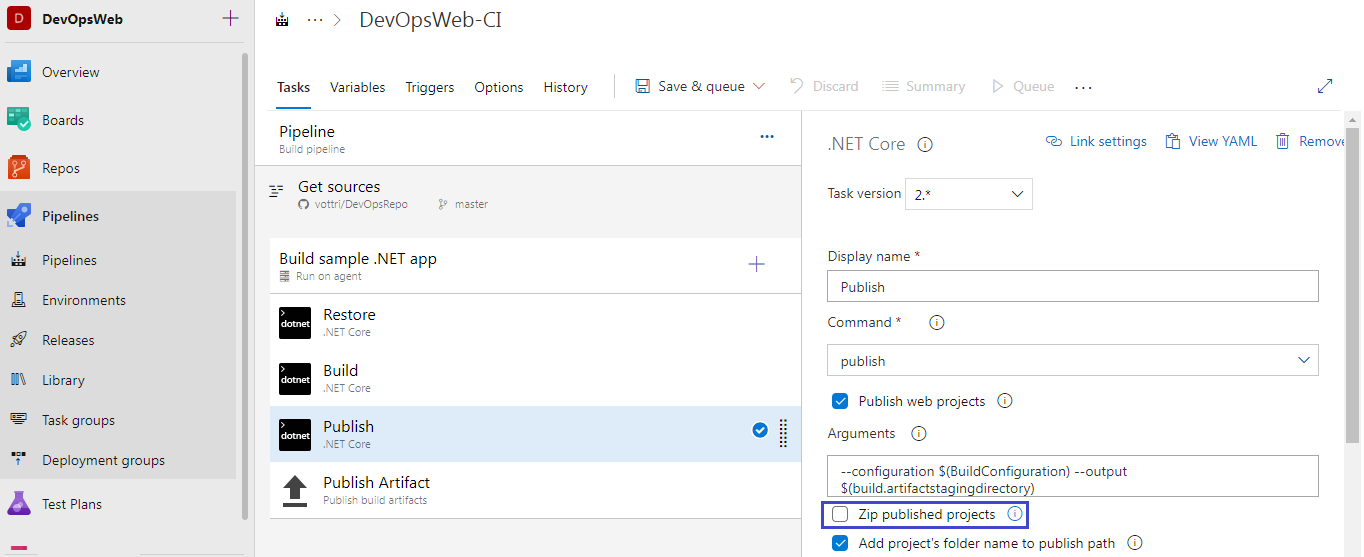 D DevOpsWeb
Overview
Boards
Repos
Pipelines
Pipelines
Environments
Releases
Library
Task groups
Deployment groups
Test Plans
··· > DevOpsWeb-CI
Tasks Variables Triggers Options History Save & queue Discard Summary Queue ···
Pipeline
Build pipeline
Get sources
vottri/DevOpsRepo master
Build sample .NET app
Run on agent
dotnet Restore
.NET Core
dotnet Build
.NET Core
dotnet Publish
.NET Core
Publish Artifact
Publish build artifacts
.NET Core Link settings View YAML Remove
Task version 2.*
Display name *
Publish
Command *
publish
Publish web projects
Arguments
--configuration $(BuildConfiguration) --output
$(build.artifactstagingdirectory)
Zip published projects
Add project's folder name to publish path